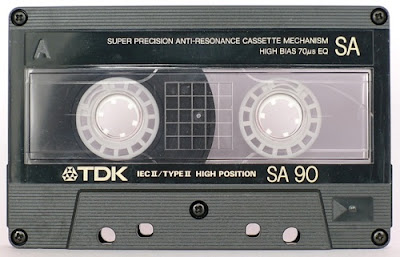 SUPER PRECISION ANTI-RESONANCE CASSETTE MECHANISM
A HIGH BIAS 70µs EQ SA
TDK IEC II/TYPE II HIGH POSITION SA 90